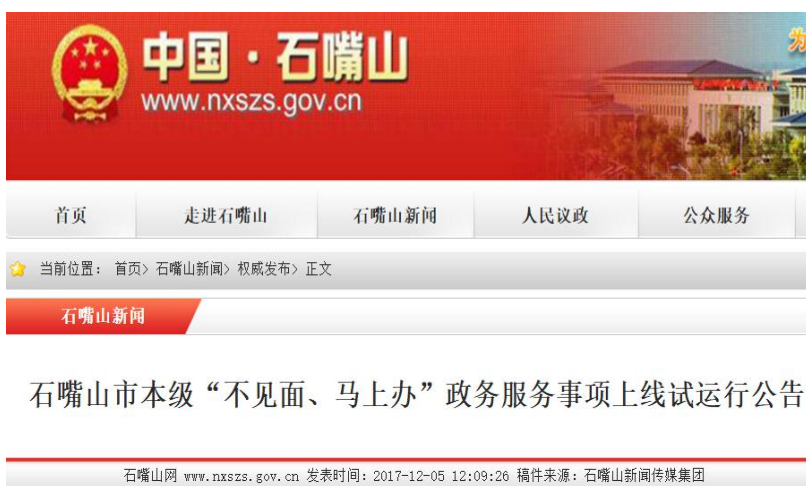 中国·石嘴山
为
www.nxszs.gov.cn
首页 走进石嘴山 石嘴山新闻 人民议政 公众服务
当前位置: 首页> 石嘴山新闻> 权威发布> 正文
石嘴山新闻
石嘴山市本级“不见面、马上办”政务服务事项上线试运行公告
石嘴山网 www.nxszs.gov.cn 发表时间: 2017-12-05 12:09:26 稿件来源: 石嘴山新闻传媒集团